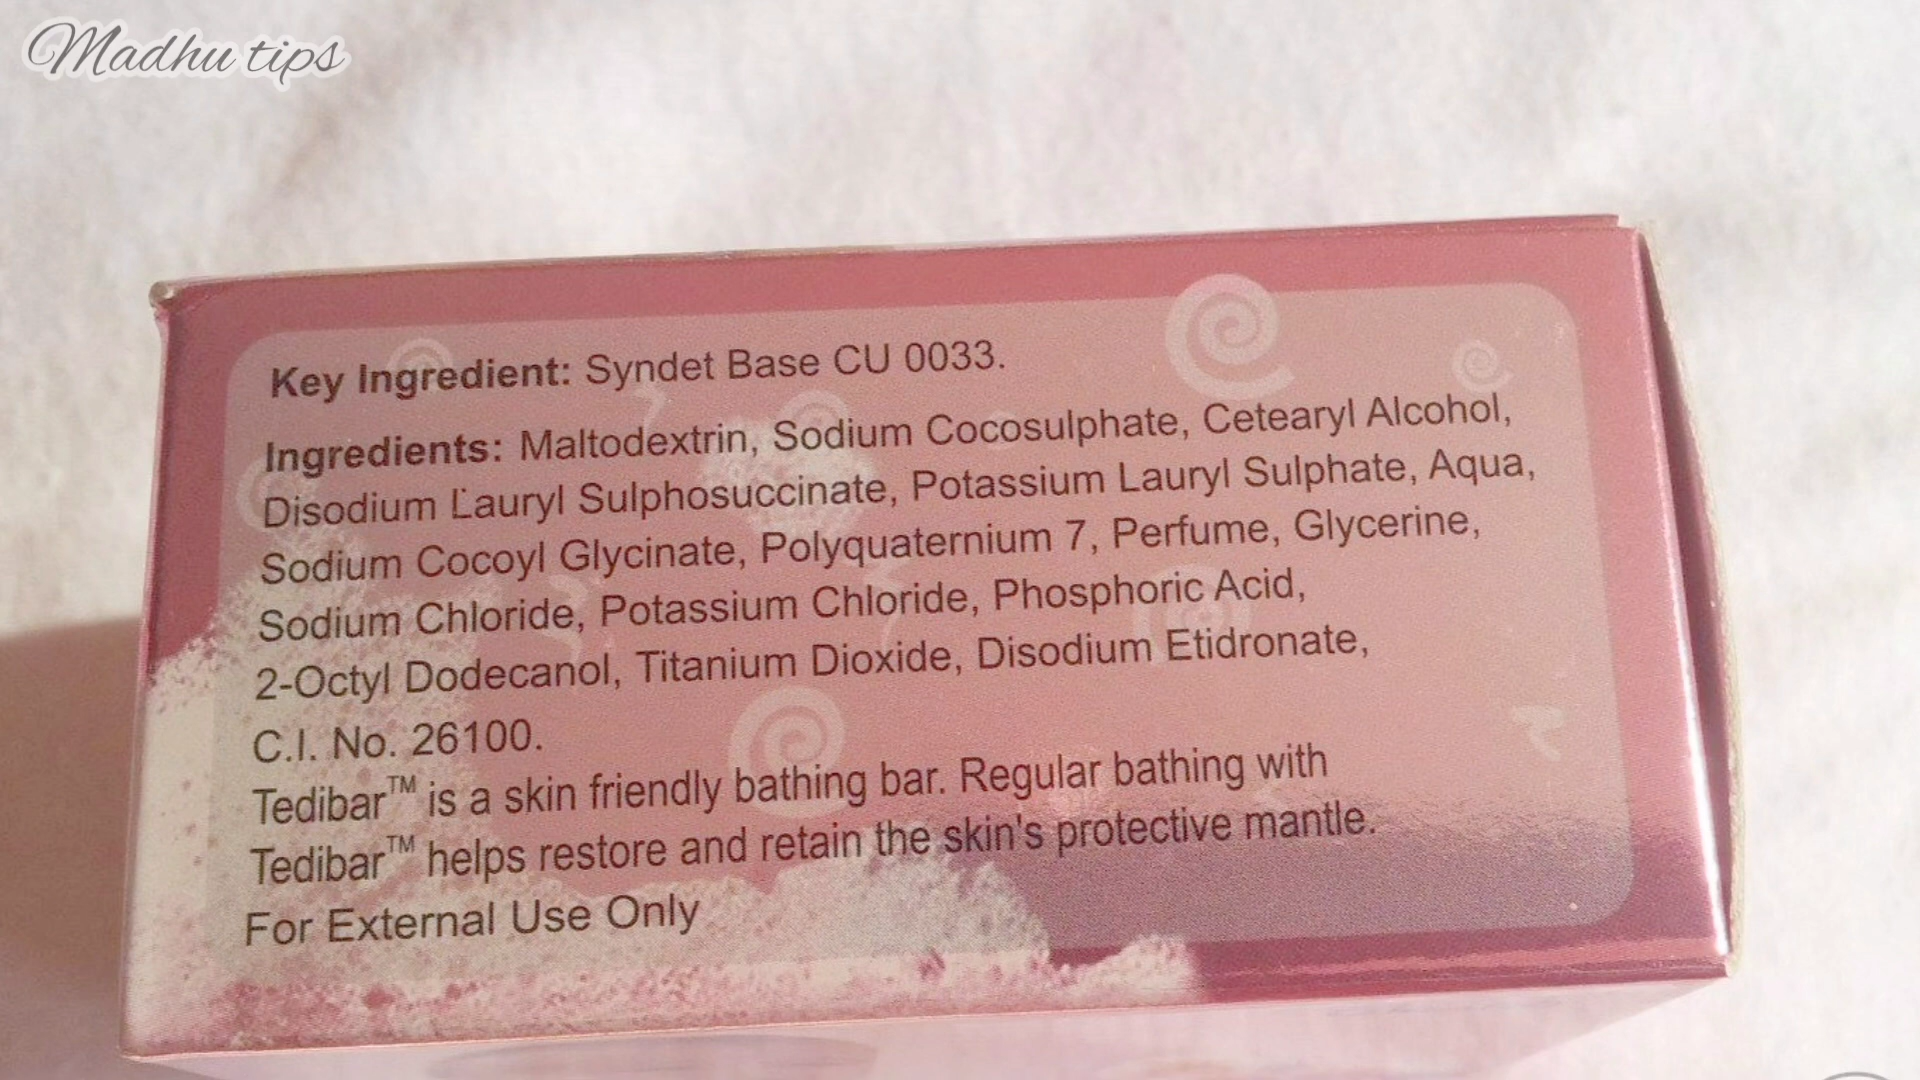 Madhu tips
Key Ingredient: Syndet Base CU 0033.
Ingredients: Maltodextrin, Sodium Cocosulphate, Cetearyl Alcohol,
Disodium Lauryl Sulphosuccinate, Potassium Lauryl Sulphate, Aqua,
Sodium Cocoyl Glycinate, Polyquaternium 7, Perfume, Glycerine,
Sodium Chloride, Potassium Chloride, Phosphoric Acid,
2-Octyl Dodecanol, Titanium Dioxide, Disodium Etidronate,
C.I. No. 26100.
Tedibar™ is a skin friendly bathing bar. Regular bathing with
Tedibar™ helps restore and retain the skin's protective mantle.
For External Use Only